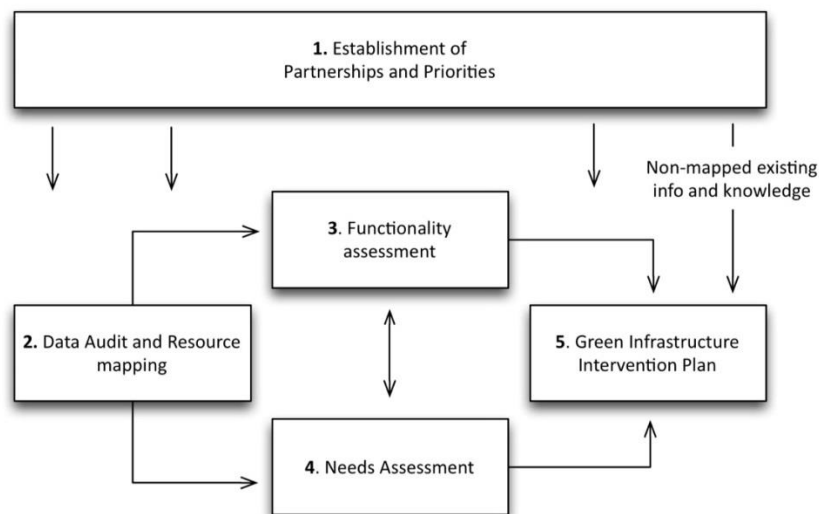 1. Establishment of
Partnerships and Priorities
Non-mapped existing
info and knowledge
3. Functionality
assessment
2. Data Audit and Resource
mapping
5. Green Infrastructure
Intervention Plan
4. Needs Assessment